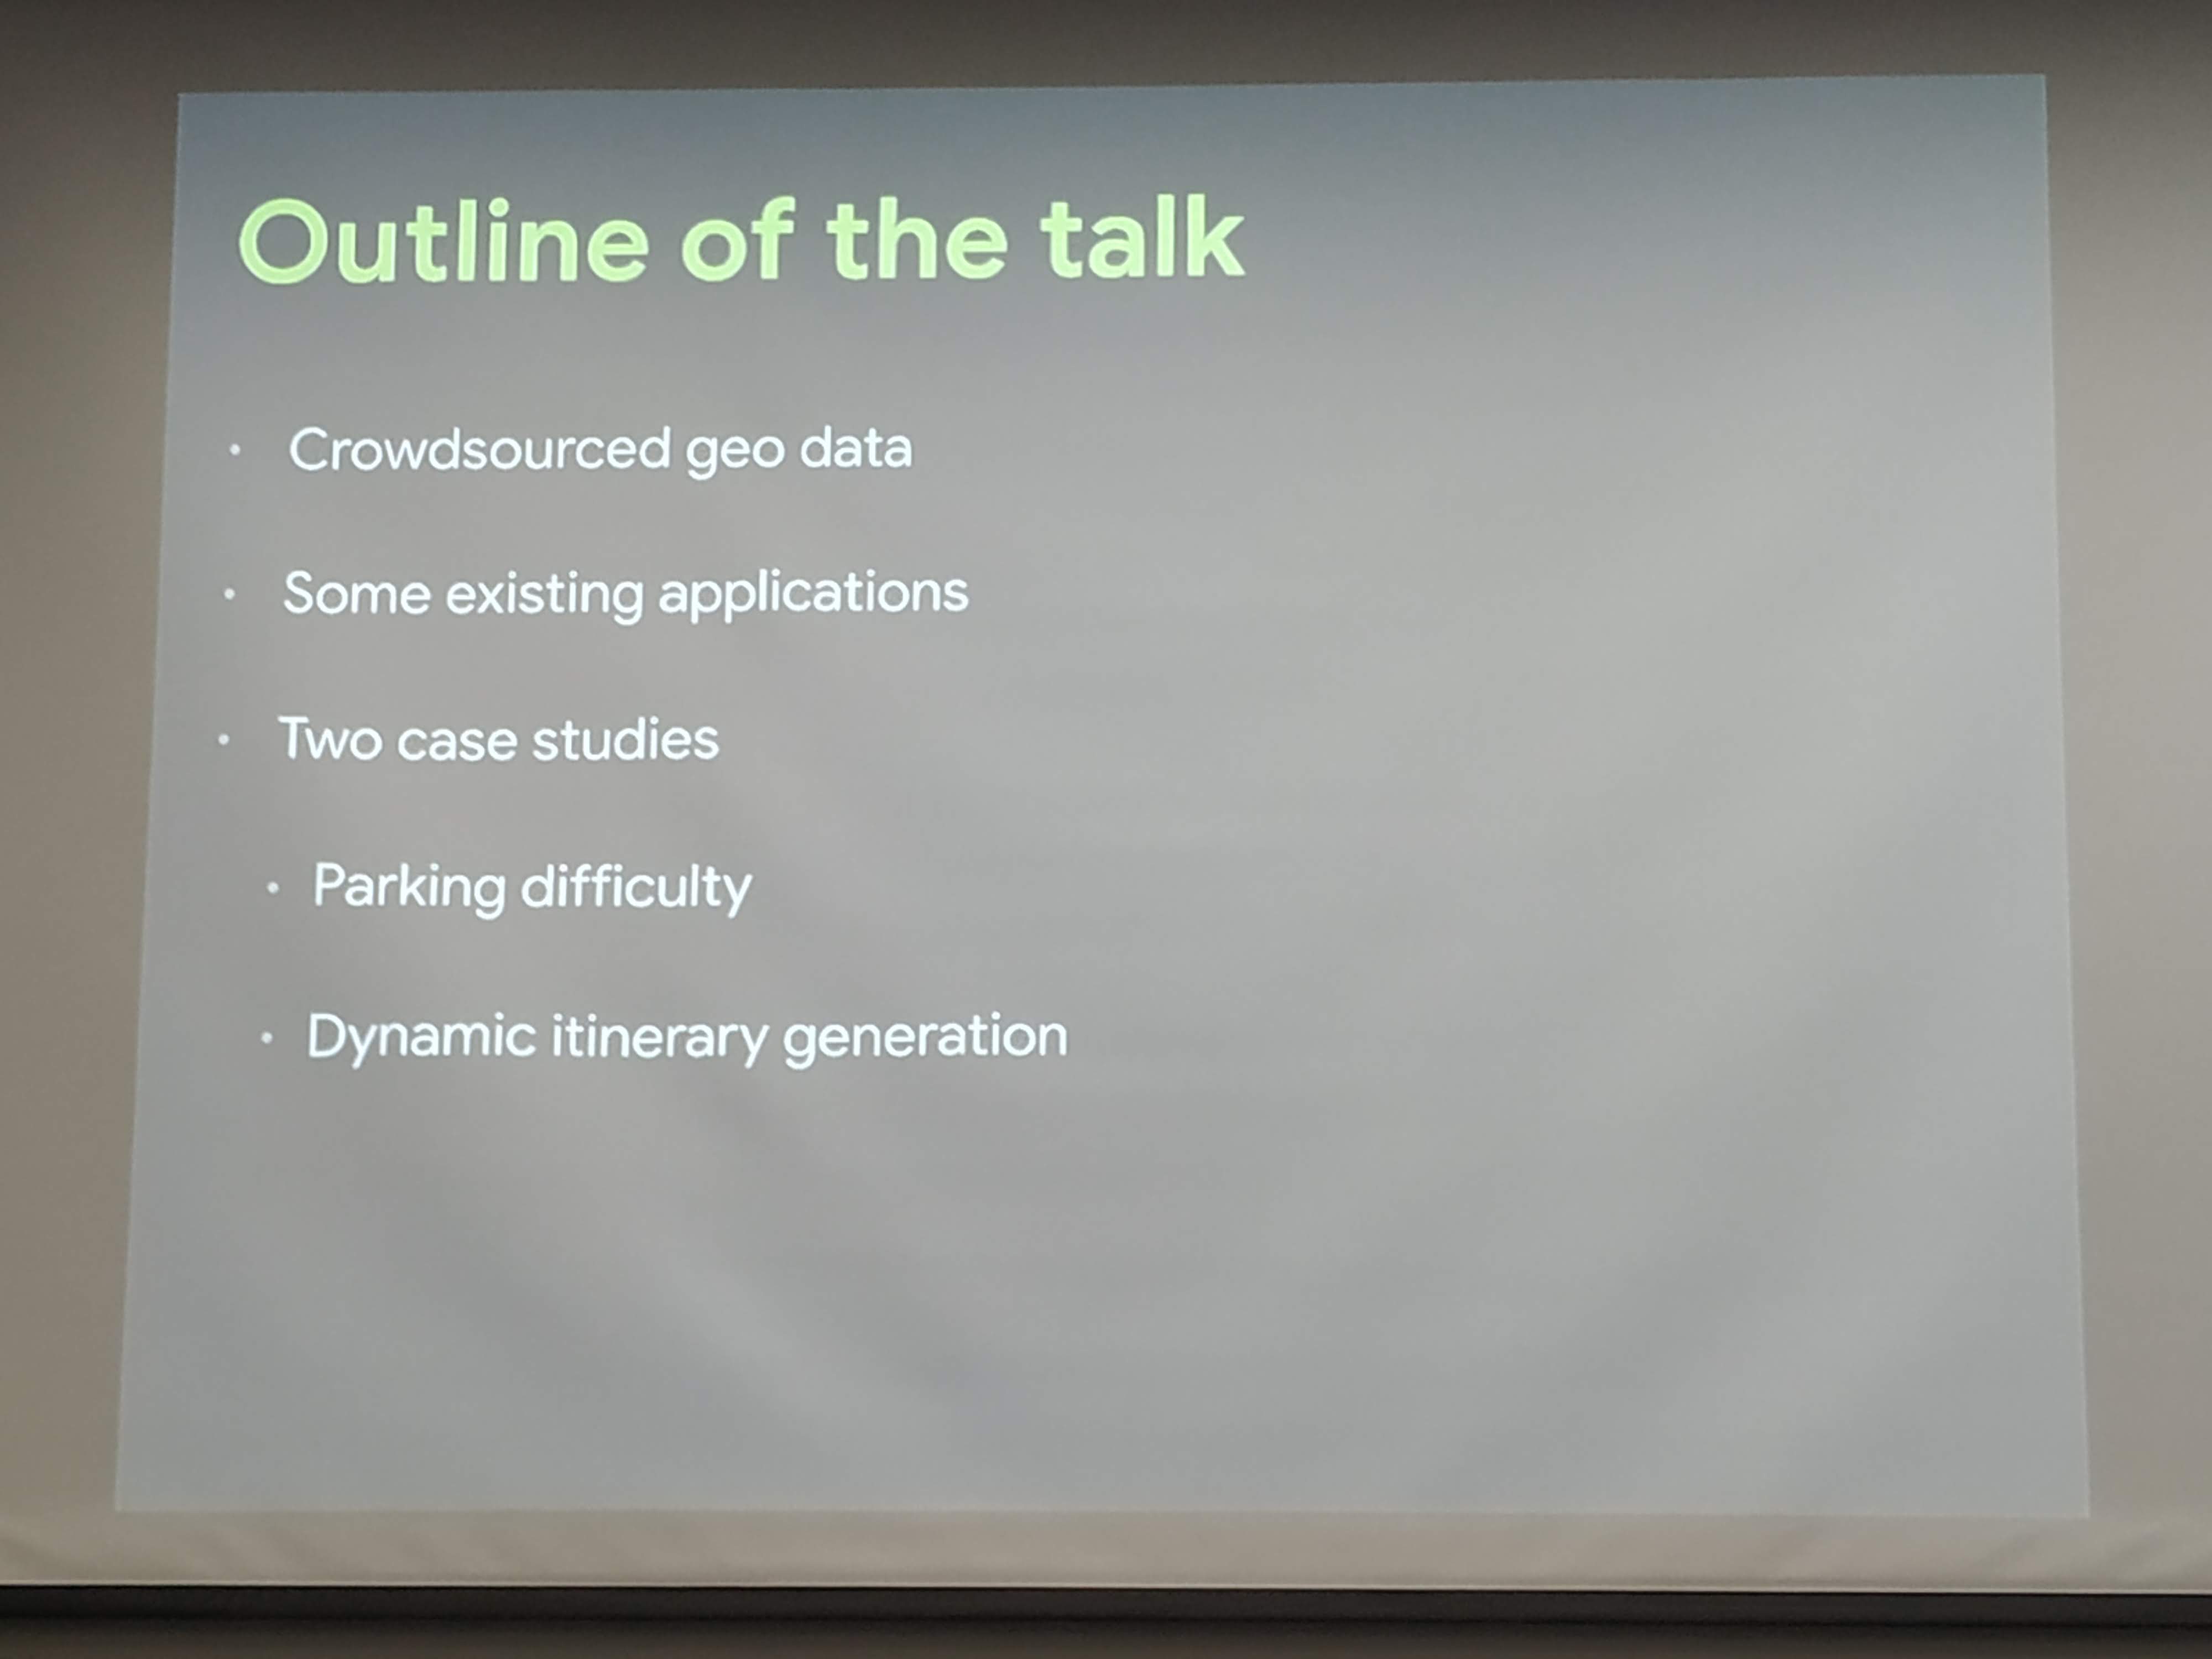 Outline of the talk
• Crowdsourced geo data
• Some existing applications
• Two case studies
• Parking difficulty
• Dynamic itinerary generation